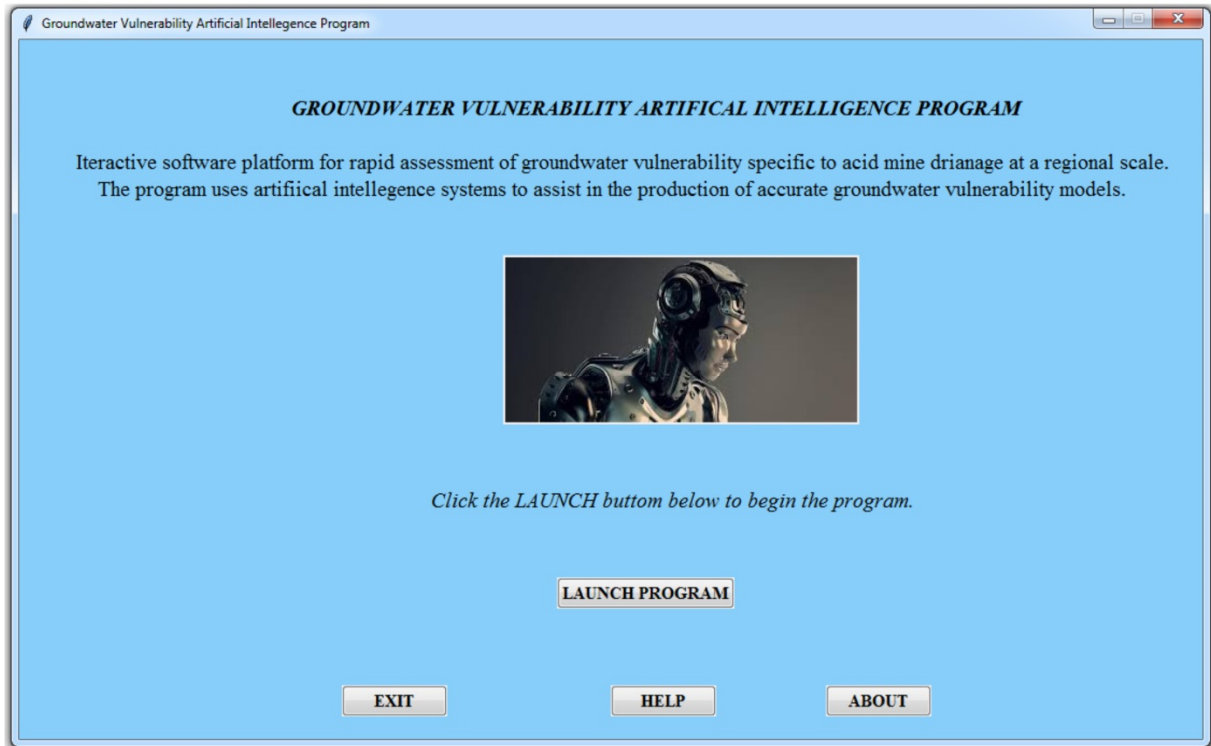 Groundwater Vulnerability Artificial Intellegence Program
GROUNDWATER VULNERABILITY ARTIFICAL INTELLIGENCE PROGRAM
Iteractive software platform for rapid assessment of groundwater vulnerability specific to acid mine drianage at a regional scale.
The program uses artifiical intellegence systems to assist in the production of accurate groundwater vulnerability models.
Click the LAUNCH buttom below to begin the program.
LAUNCH PROGRAM
EXIT HELP ABOUT